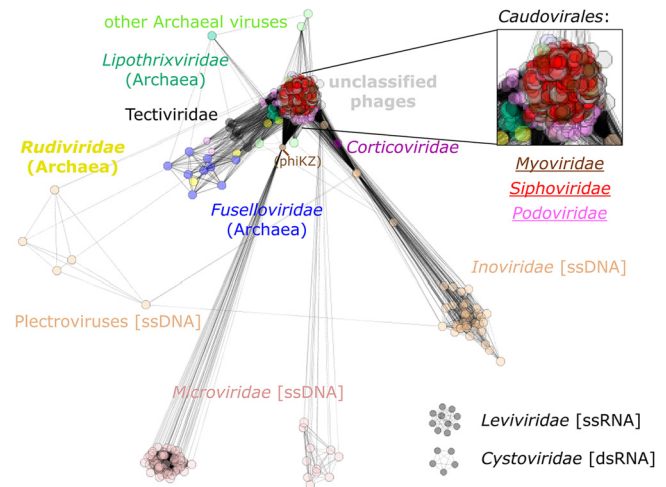 other Archaeal viruses
Caudovirales:
Lipothrixviridae
(Archaea)
unclassified
phages
Tectiviridae
Rudiviridae
(Archaea)
(phiKZ)
Corticoviridae
Myoviridae
Siphoviridae
Podoviridae
Fuselloviridae
(Archaea)
Inoviridae [ssDNA]
Plectroviruses [ssDNA]
Microviridae [ssDNA]
Leviviridae [ssRNA]
Cystoviridae [dsRNA]